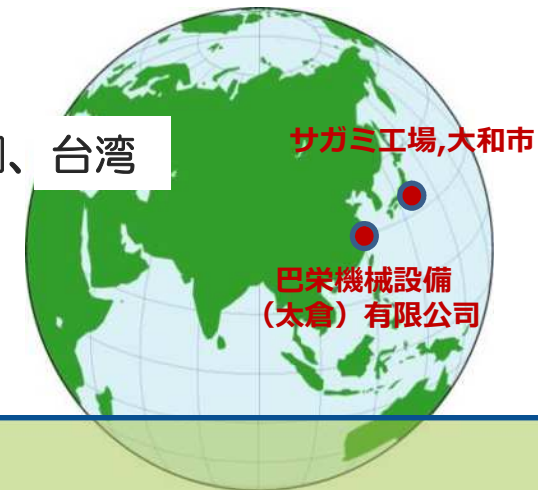 、台湾
サガミ工場,大和市
巴栄機械設備
（太倉）有限公司